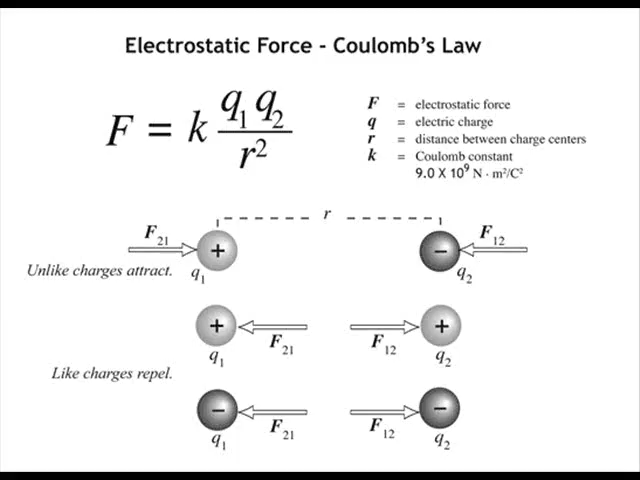 Electrostatic Force - Coulomb's Law
F = k q1 q2 / r²
F = electrostatic force
q = electric charge
r = distance between charge centers
k = Coulomb constant
9.0 X 10⁹ N · m²/C²
r
F21 + − F12
Unlike charges attract. q1 q2
+ F21 F12 +
q1 q2
Like charges repel.
− F21 F12 −
q1 q2